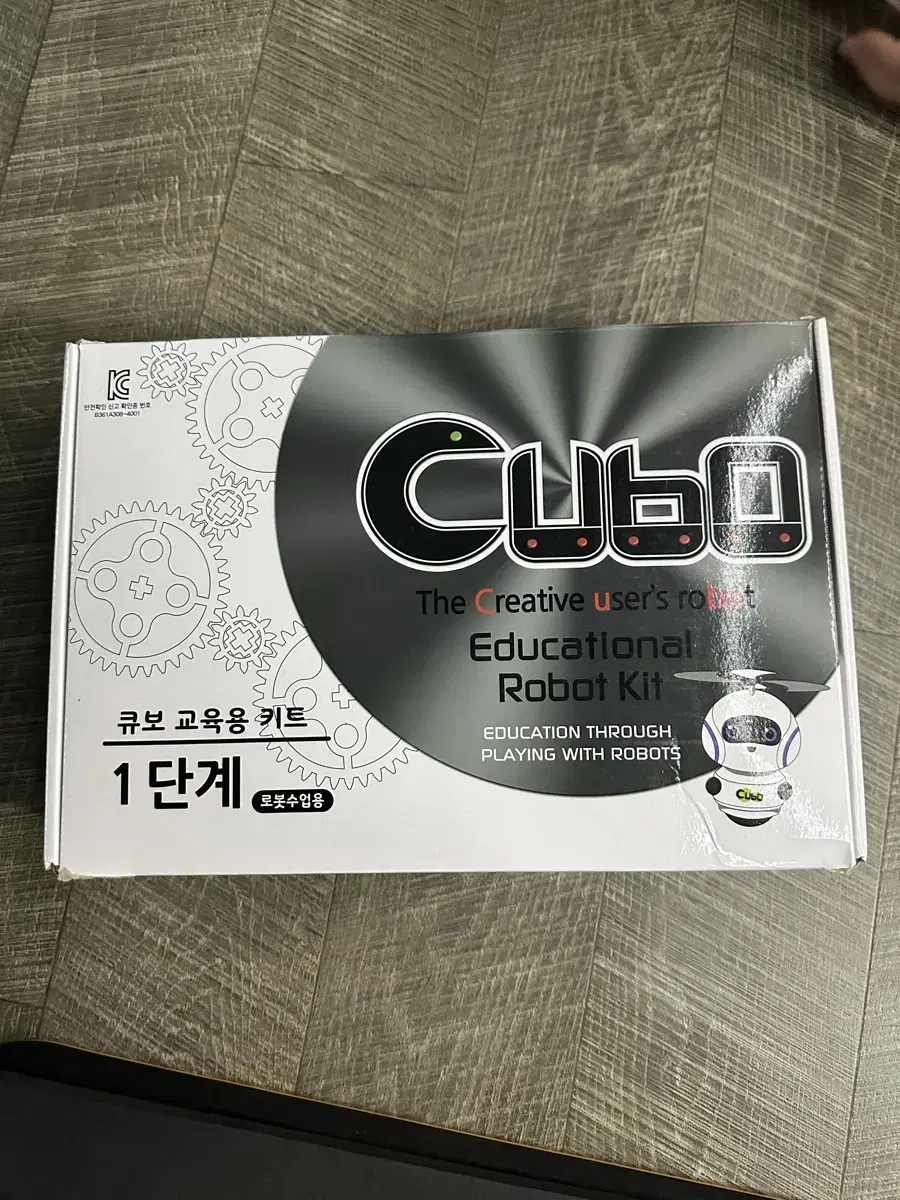 안전확인 신고 확인증 번호
B361A308-4001
Cubo
The Creative user's robot
Educational
Robot Kit
EDUCATION THROUGH
PLAYING WITH ROBOTS
큐보 교육용 키트
1 단계 로봇수업용
Cubo